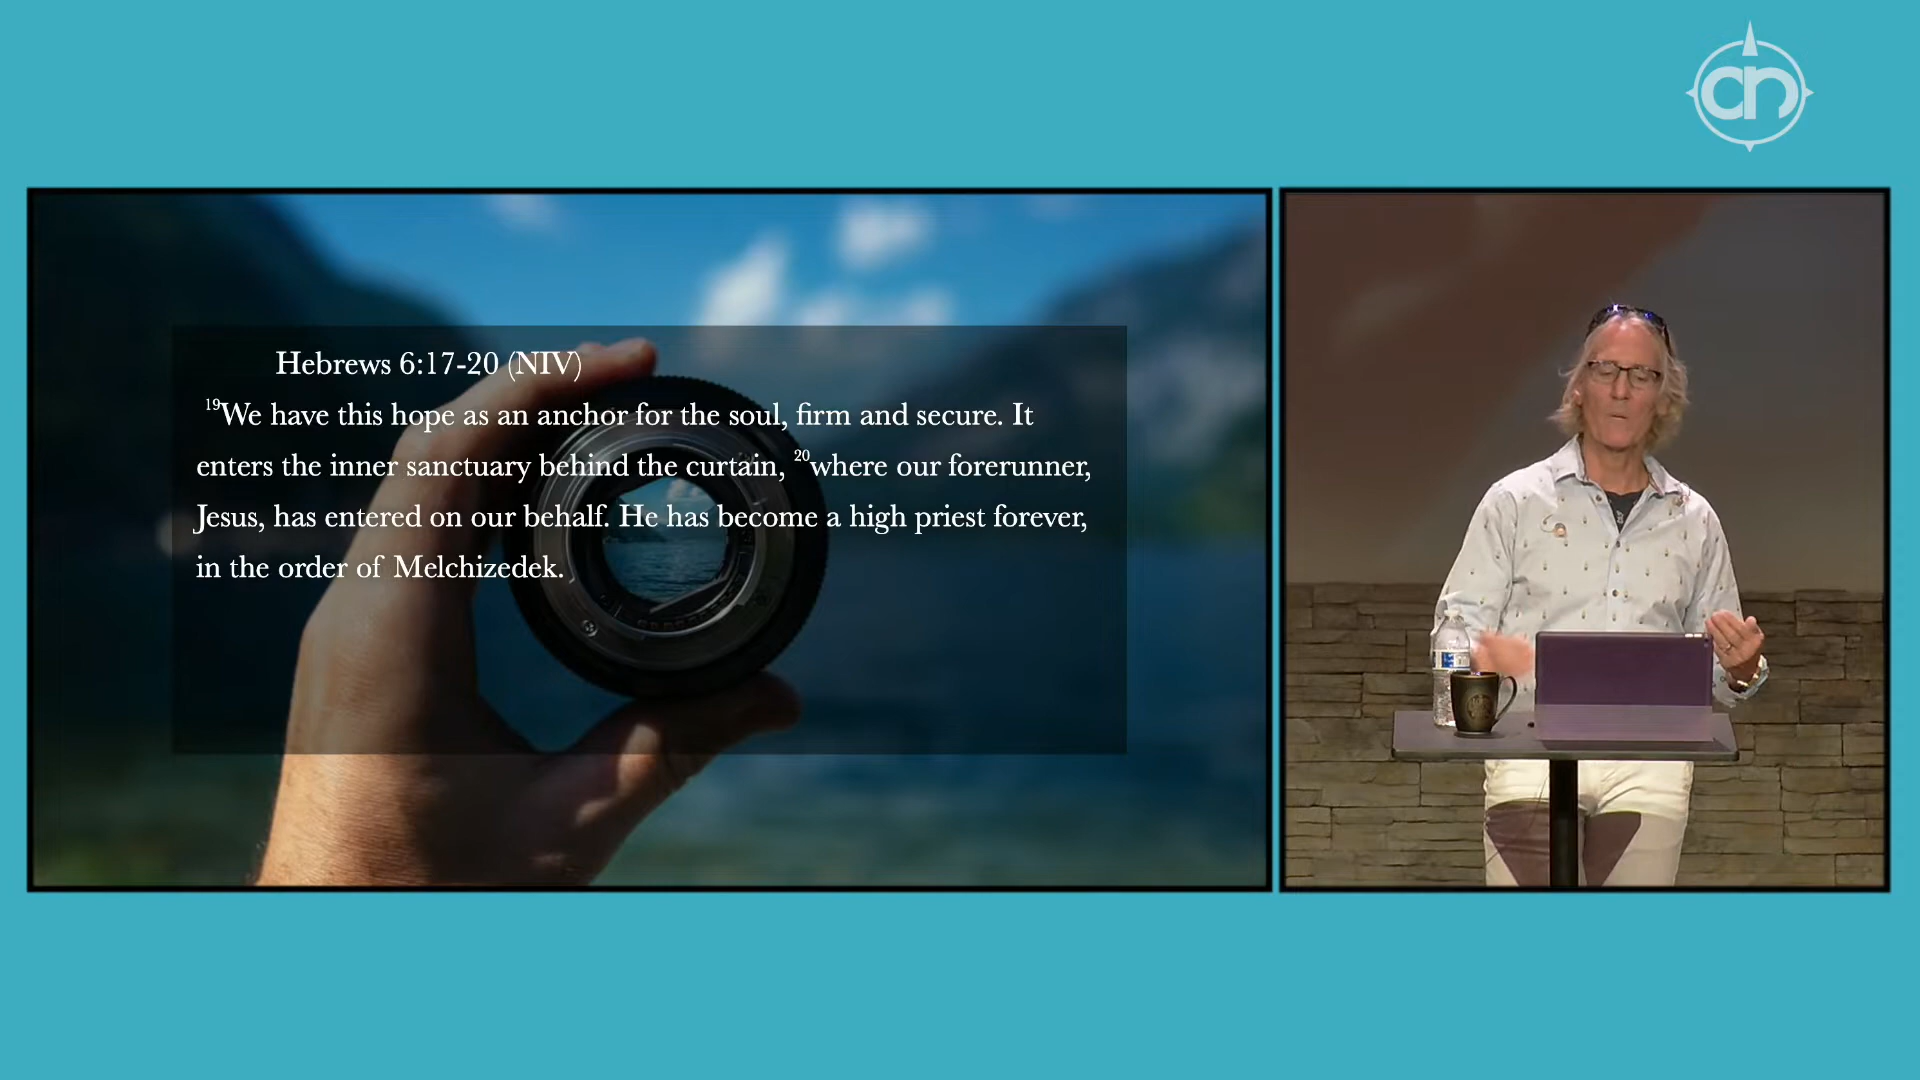 cn
Hebrews 6:17-20 (NIV)
19We have this hope as an anchor for the soul, firm and secure. It
enters the inner sanctuary behind the curtain, 20where our forerunner,
Jesus, has entered on our behalf. He has become a high priest forever,
in the order of Melchizedek.